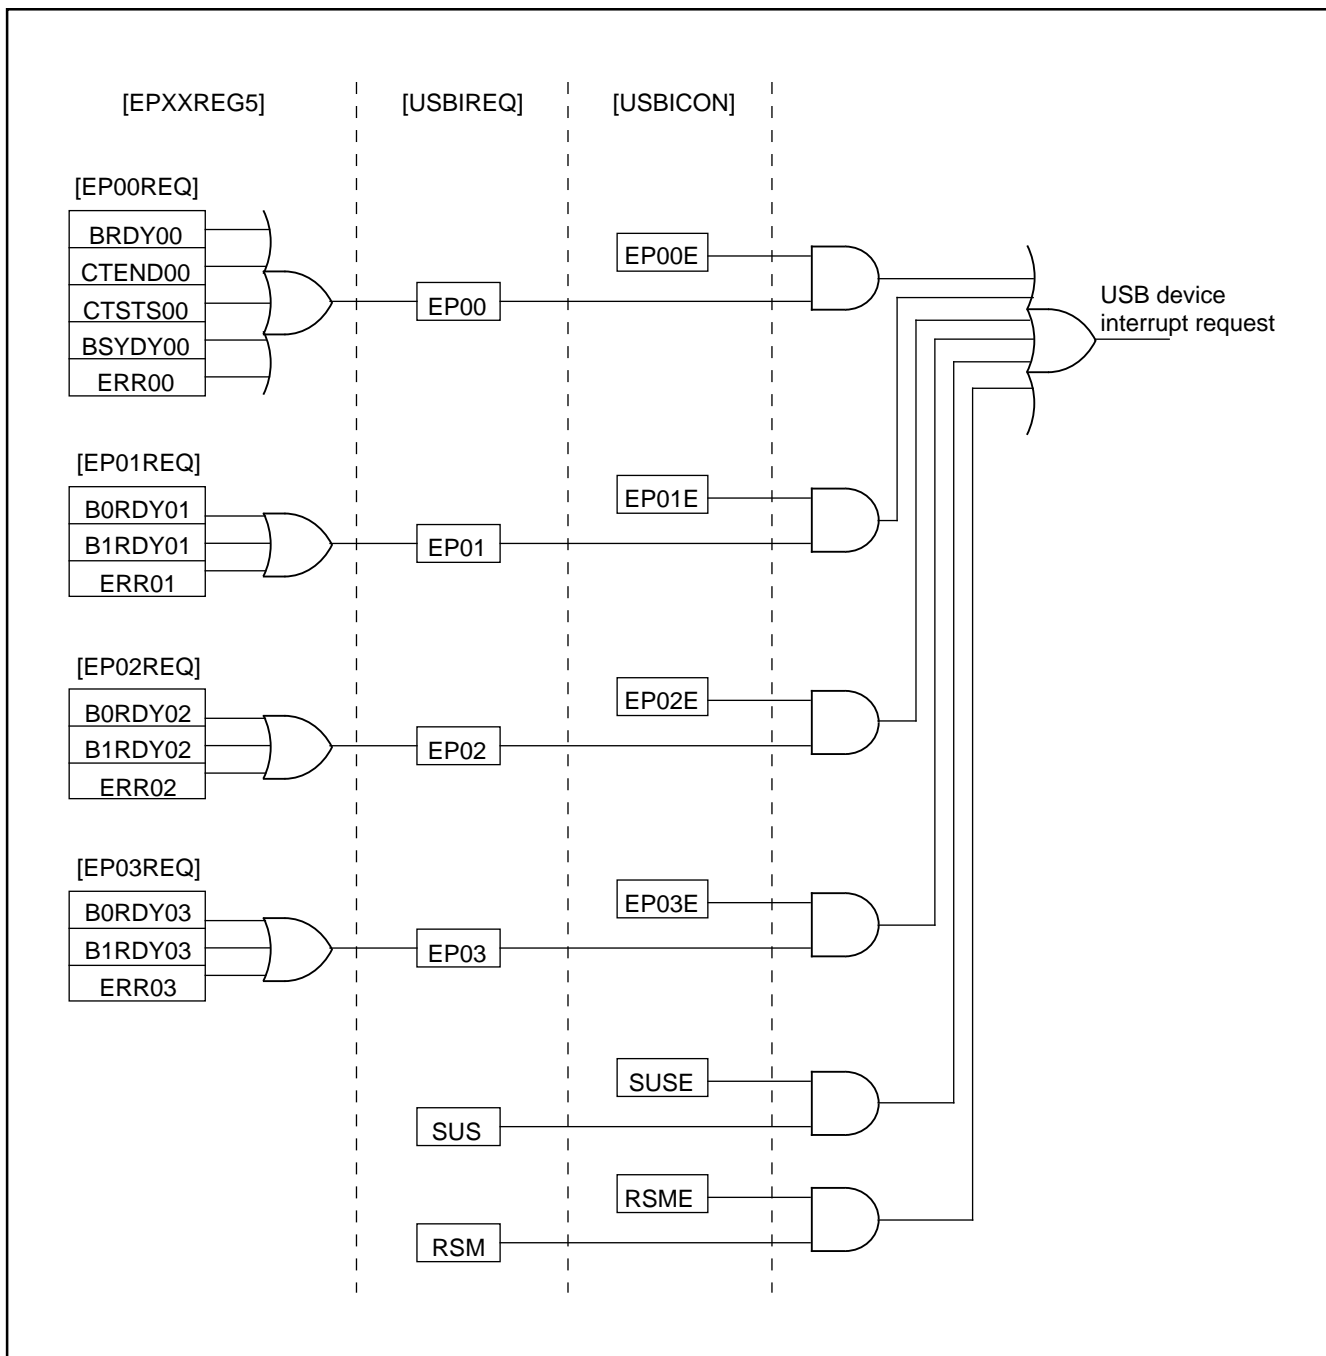 [EPXXREG5]
[USBIREQ]
[USBICON]
[EP00REQ]
BRDY00
CTEND00
CTSTS00
BSYDY00
ERR00
EP00
EP00E
USB device
interrupt request
[EP01REQ]
B0RDY01
B1RDY01
ERR01
EP01
EP01E
[EP02REQ]
B0RDY02
B1RDY02
ERR02
EP02
EP02E
[EP03REQ]
B0RDY03
B1RDY03
ERR03
EP03
EP03E
SUSE
SUS
RSME
RSM